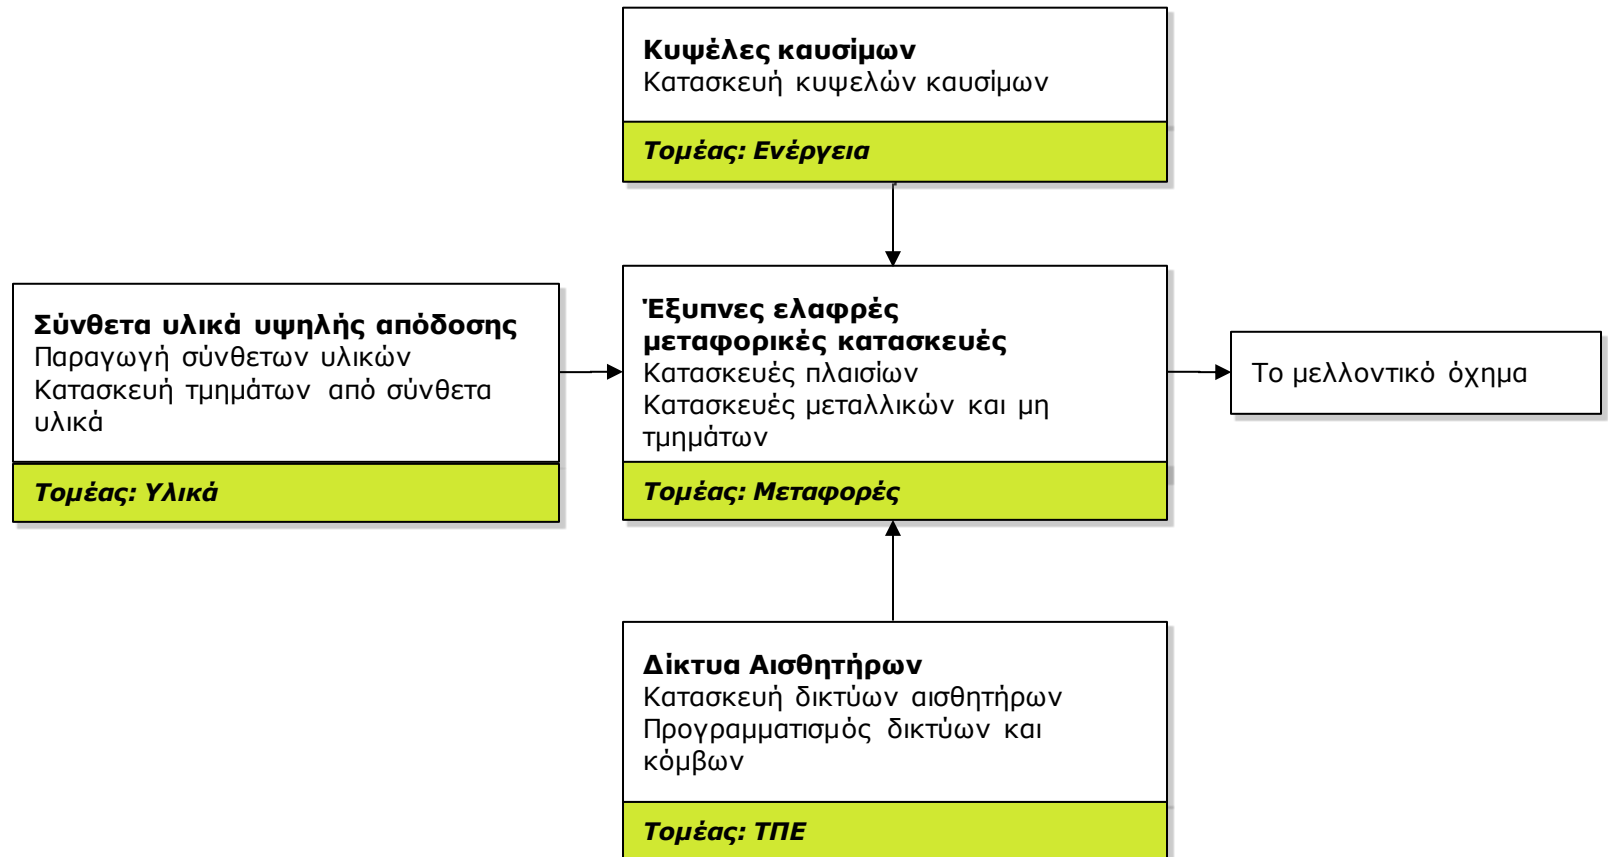 Κυψέλες καυσίμων
Κατασκευή κυψελών καυσίμων
Τομέας: Ενέργεια
Σύνθετα υλικά υψηλής απόδοσης
Παραγωγή σύνθετων υλικών
Κατασκευή τμημάτων από σύνθετα
υλικά
Τομέας: Υλικά
Έξυπνες ελαφρές
μεταφορικές κατασκευές
Κατασκευές πλαισίων
Κατασκευές μεταλλικών και μη
τμημάτων
Τομέας: Μεταφορές
Το μελλοντικό όχημα
Δίκτυα Αισθητήρων
Κατασκευή δικτύων αισθητήρων
Προγραμματισμός δικτύων και
κόμβων
Τομέας: ΤΠΕ